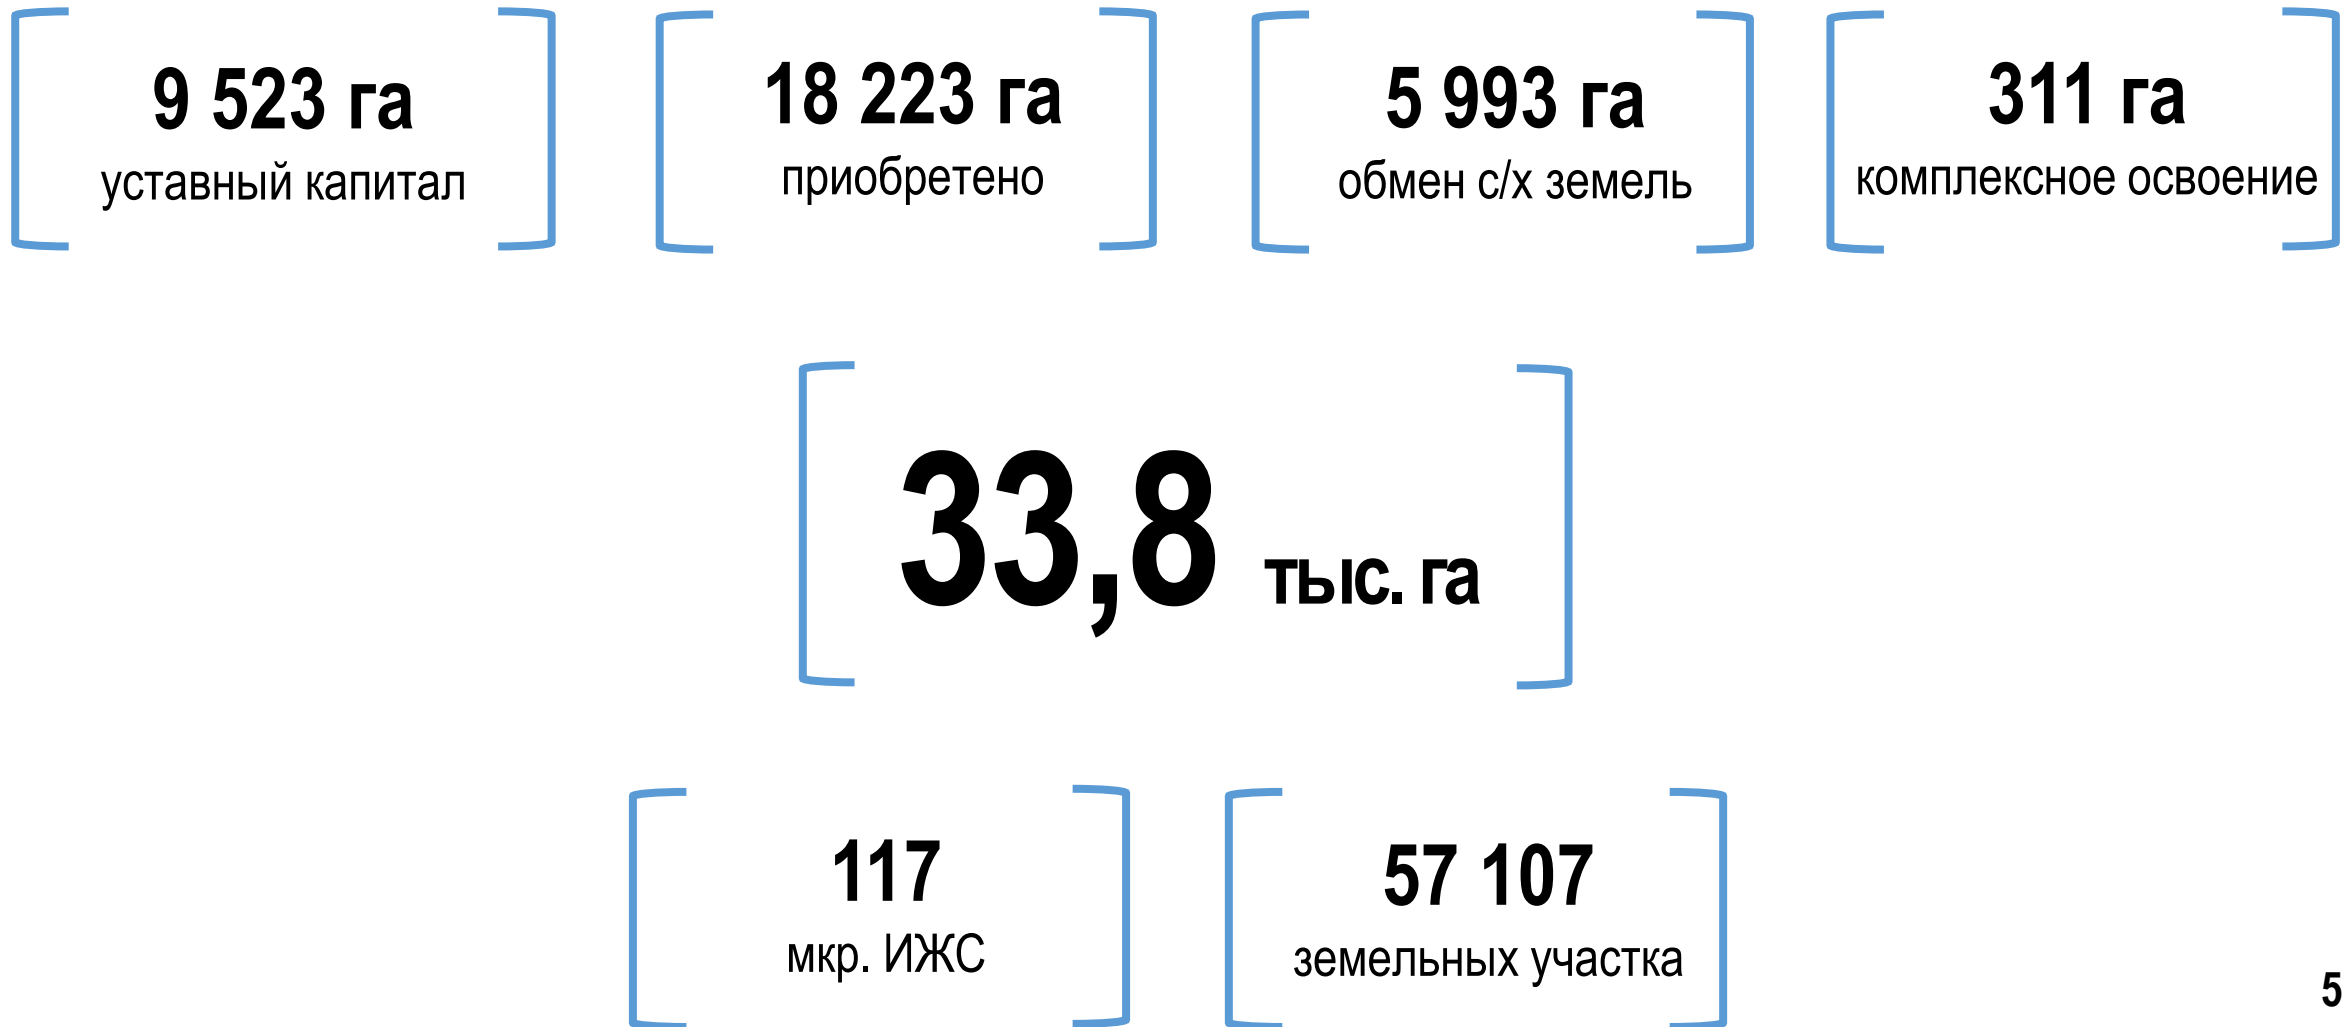 9 523 га
уставный капитал
18 223 га
приобретено
5 993 га
обмен с/х земель
311 га
комплексное освоение
33,8 тыс. га
117
мкр. ИЖС
57 107
земельных участка
5